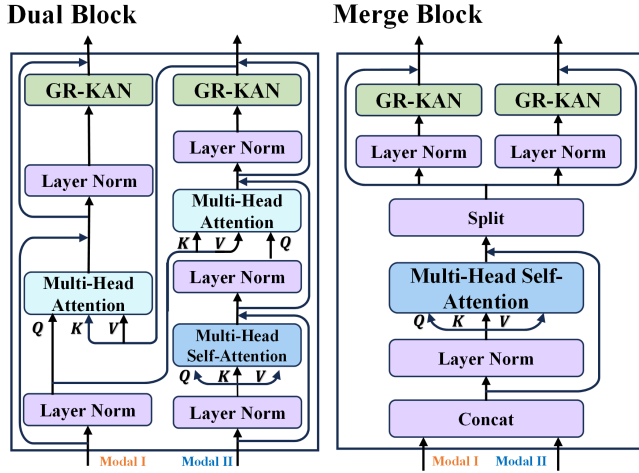 Dual Block
GR-KAN
GR-KAN
Layer Norm
Layer Norm
Multi-Head
Attention
K V Q
Multi-Head
Attention
Layer Norm
Q K V
Multi-Head
Self-Attention
Q K V
Layer Norm
Layer Norm
Modal I
Modal II
Merge Block
GR-KAN
GR-KAN
Layer Norm
Layer Norm
Split
Multi-Head Self-
Attention
Q K V
Layer Norm
Concat
Modal I
Modal II